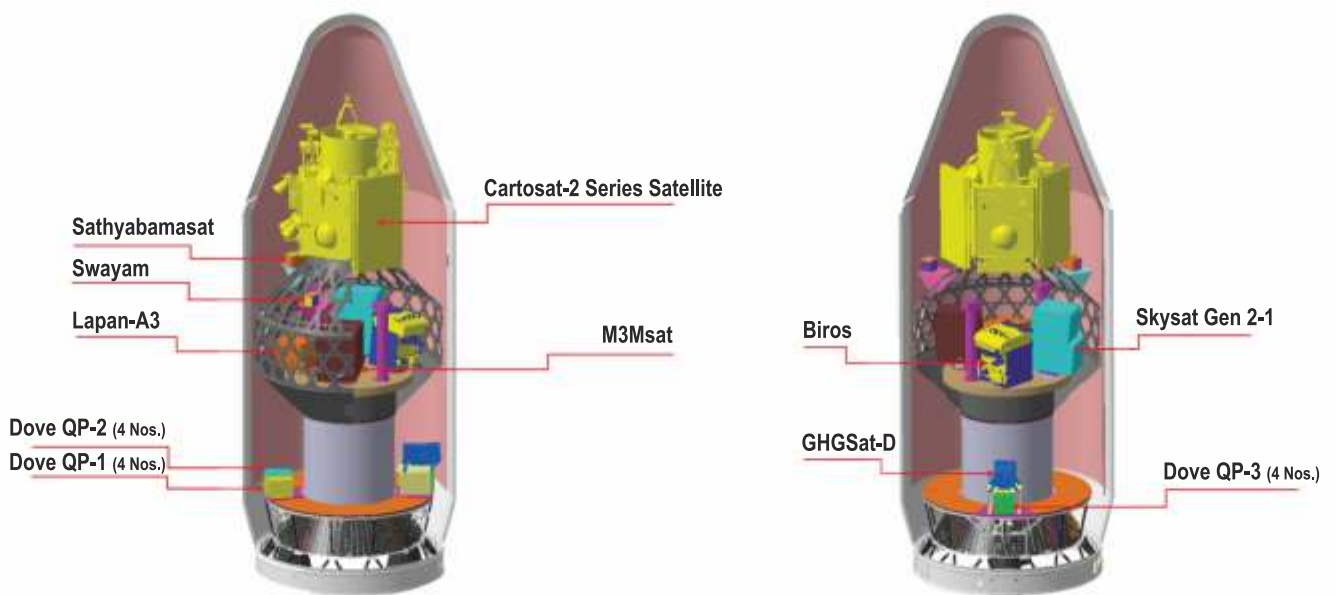 Cartosat-2 Series Satellite
Sathyabamasat
Swayam
Lapan-A3
M3Msat
Dove QP-2 (4 Nos.)
Dove QP-1 (4 Nos.)
Biros
Skysat Gen 2-1
GHGSat-D
Dove QP-3 (4 Nos.)